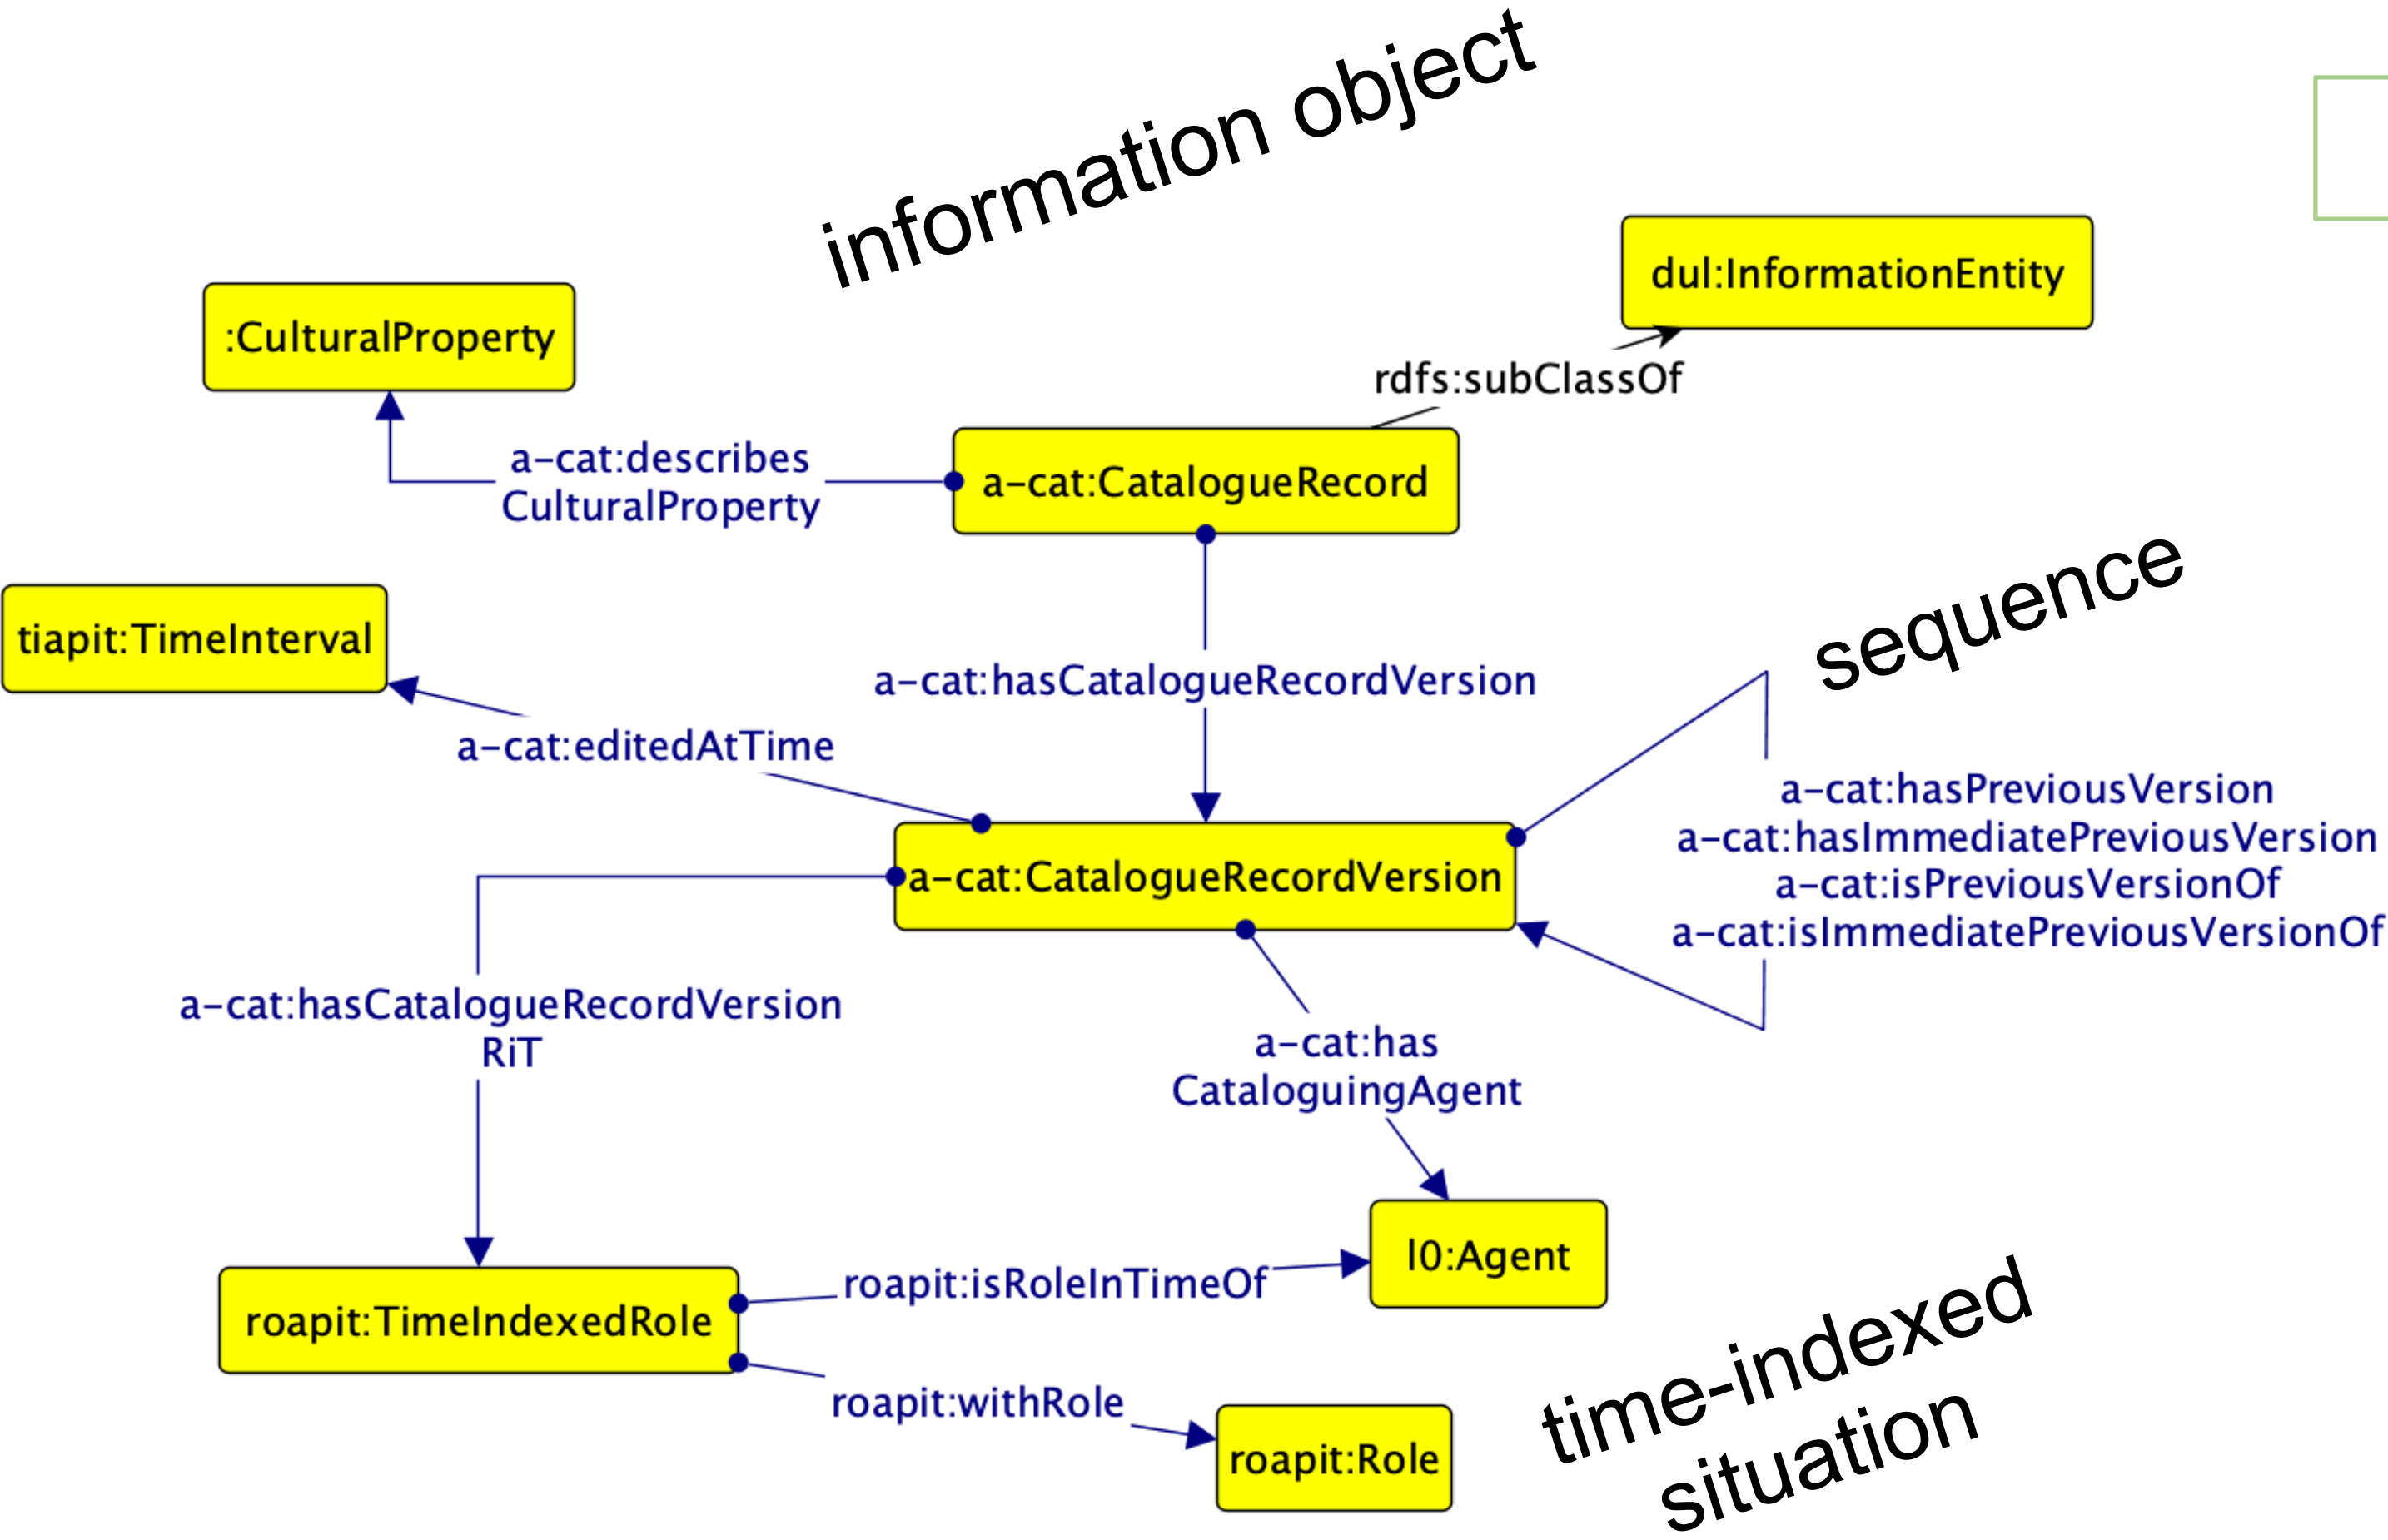 information object
dul:InformationEntity
:CulturalProperty
rdfs:subClassOf
a-cat:describes
CulturalProperty
a-cat:CatalogueRecord
sequence
tiapit:TimeInterval
a-cat:hasCatalogueRecordVersion
a-cat:editedAtTime
a-cat:hasPreviousVersion
a-cat:hasImmediatePreviousVersion
a-cat:isPreviousVersionOf
a-cat:isImmediatePreviousVersionOf
a-cat:CatalogueRecordVersion
a-cat:hasCatalogueRecordVersion
RiT
a-cat:has
CataloguingAgent
l0:Agent
roapit:isRoleInTimeOf
roapit:TimeIndexedRole
roapit:withRole
roapit:Role
time-indexed
situation